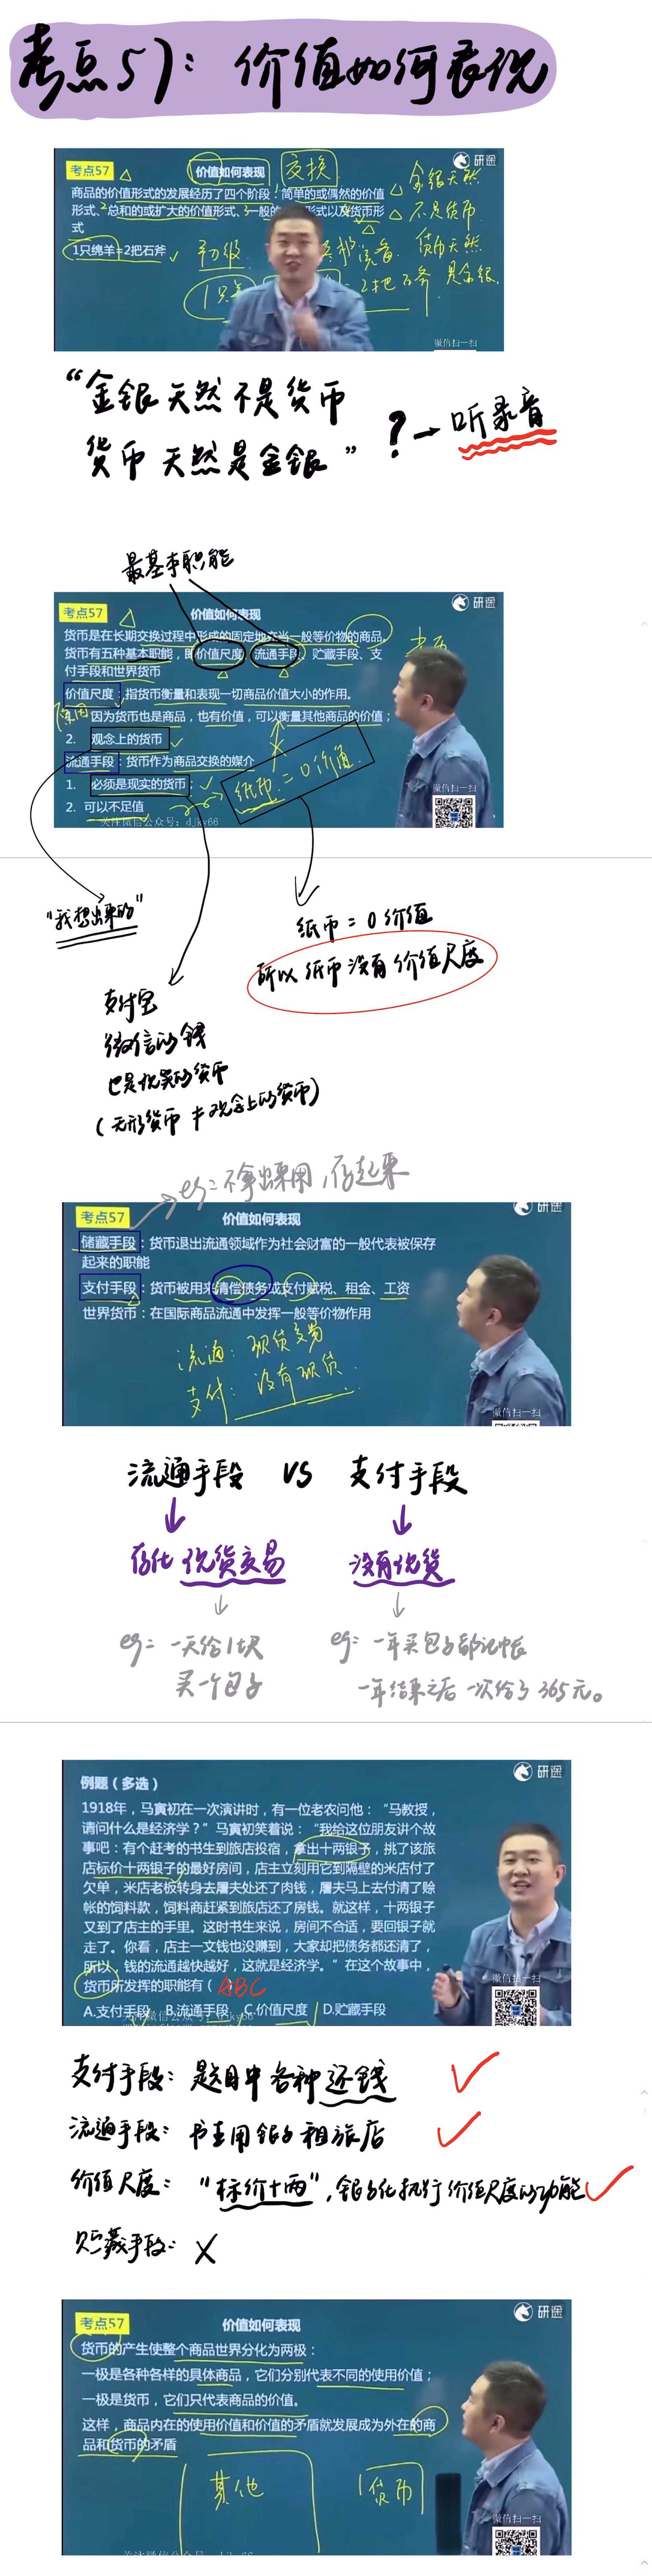 考点57：价值如何表现
研途
考点57
价值如何表现
交换
商品的价值形式的发展经历了四个阶段：简单的或偶然的价值
形式、总和的或扩大的价值形式、一般的
形式以及货币形
式
金银天然
不是货币
货币天然
是金银
1只绵羊=2把石斧
初级
微信扫一扫
“金银天然不是货币
货币天然是金银”
？→听录音
最基本职能
研途
考点57
价值如何表现
货币是在长期交换过程中形成的固定地充当一般等价物的商品。
货币有五种基本职能，即价值尺度、流通手段、贮藏手段、支
付手段和世界货币
价值尺度：指货币衡量和表现一切商品价值大小的作用。
1. 因为货币也是商品，也有价值，可以衡量其他商品的价值；
2. 观念上的货币
流通手段：货币作为商品交换的媒介
1. 必须是现实的货币；
2. 可以不足值
纸币=0价值
微信扫一扫
关注微信公众号：djky66
“我想出来的”
纸币=0价值
所以纸币没有价值尺度
支付宝
微信的钱
也是现实的货币
（无形货币≠观念上的货币）
eg=不拿出来用，存起来
研途
考点57
价值如何表现
储藏手段：货币退出流通领域作为社会财富的一般代表被保存
起来的职能
支付手段：货币被用来清偿债务或支付赋税、租金、工资
世界货币：在国际商品流通中发挥一般等价物作用
流通：现货交易
支付：没有现货
微信扫一扫
流通手段 VS 支付手段
存在现货交易
没有现货
eg= 一天给1块
买一个包子
eg: 一年买包子都记账
一年结束之后一次给了365元。
研途
例题（多选）
1918年，马寅初在一次演讲时，有一位老农问他：“马教授，
请问什么是经济学？”马寅初笑着说：“我给这位朋友讲个故
事吧：有个赶考的书生到旅店投宿，拿出十两银子，挑了该旅
店标价十两银子的最好房间，店主立刻用它到隔壁的米店付了
欠单，米店老板转身去屠夫处还了肉钱，屠夫马上去付清了赊
帐的饲料款，饲料商赶紧到旅店还了房钱。就这样，十两银子
又到了店主的手里。这时书生来说，房间不合适，要回银子就
走了。你看，店主一文钱也没赚到，大家却把债务都还清了，
所以，钱的流通越快越好，这就是经济学。”在这个故事中，
货币所发挥的职能有（ABC
A.支付手段 B.流通手段 C.价值尺度 D.贮藏手段
微信扫一扫
支付手段：题目中各种还钱
流通手段：书生用银子租旅店
价值尺度：“标价十两”，银子在执行价值尺度的功能
贮藏手段：X
研途
考点57
价值如何表现
货币的产生使整个商品世界分化为两极：
一极是各种各样的具体商品，它们分别代表不同的使用价值；
一极是货币，它们只代表商品的价值。
这样，商品内在的使用价值和价值的矛盾就发展成为外在的商
品和货币的矛盾
其他
货币
微信扫一扫